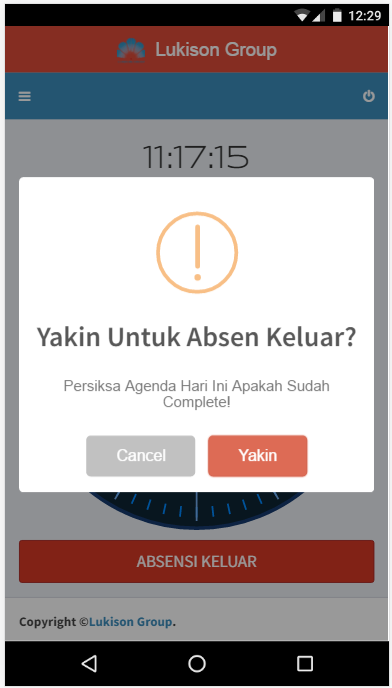 12:29
Lukison Group
11:17:15
Yakin Untuk Absen Keluar?
Persiksa Agenda Hari Ini Apakah Sudah
Complete!
Cancel
Yakin
ABSENSI KELUAR
Copyright ©Lukison Group.